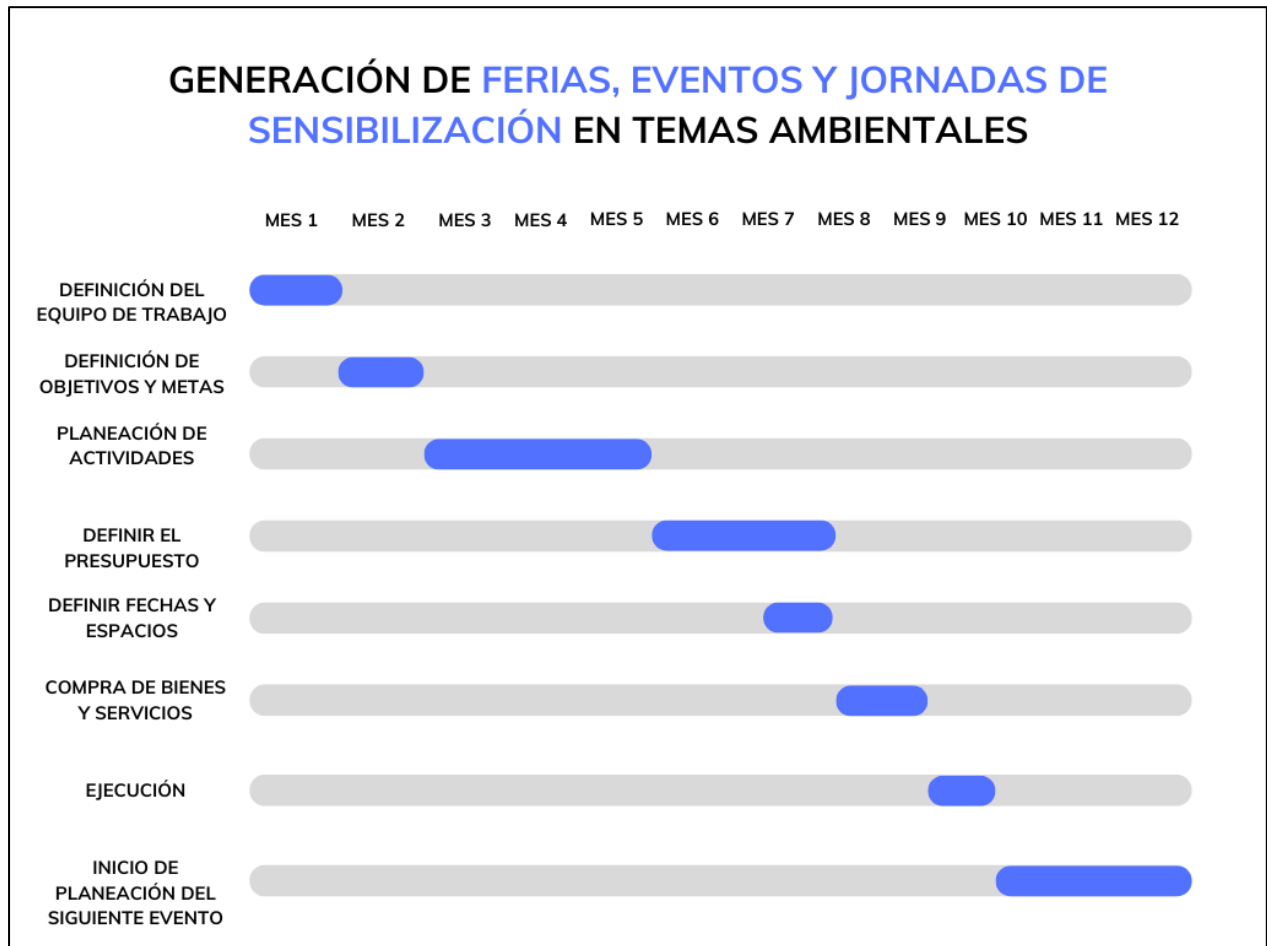 GENERACIÓN DE FERIAS, EVENTOS Y JORNADAS DE
SENSIBILIZACIÓN EN TEMAS AMBIENTALES
MES 1 MES 2 MES 3 MES 4 MES 5 MES 6 MES 7 MES 8 MES 9 MES 10 MES 11 MES 12
DEFINICIÓN DEL
EQUIPO DE TRABAJO
DEFINICIÓN DE
OBJETIVOS Y METAS
PLANEACIÓN DE
ACTIVIDADES
DEFINIR EL
PRESUPUESTO
DEFINIR FECHAS Y
ESPACIOS
COMPRA DE BIENES
Y SERVICIOS
EJECUCIÓN
INICIO DE
PLANEACIÓN DEL
SIGUIENTE EVENTO